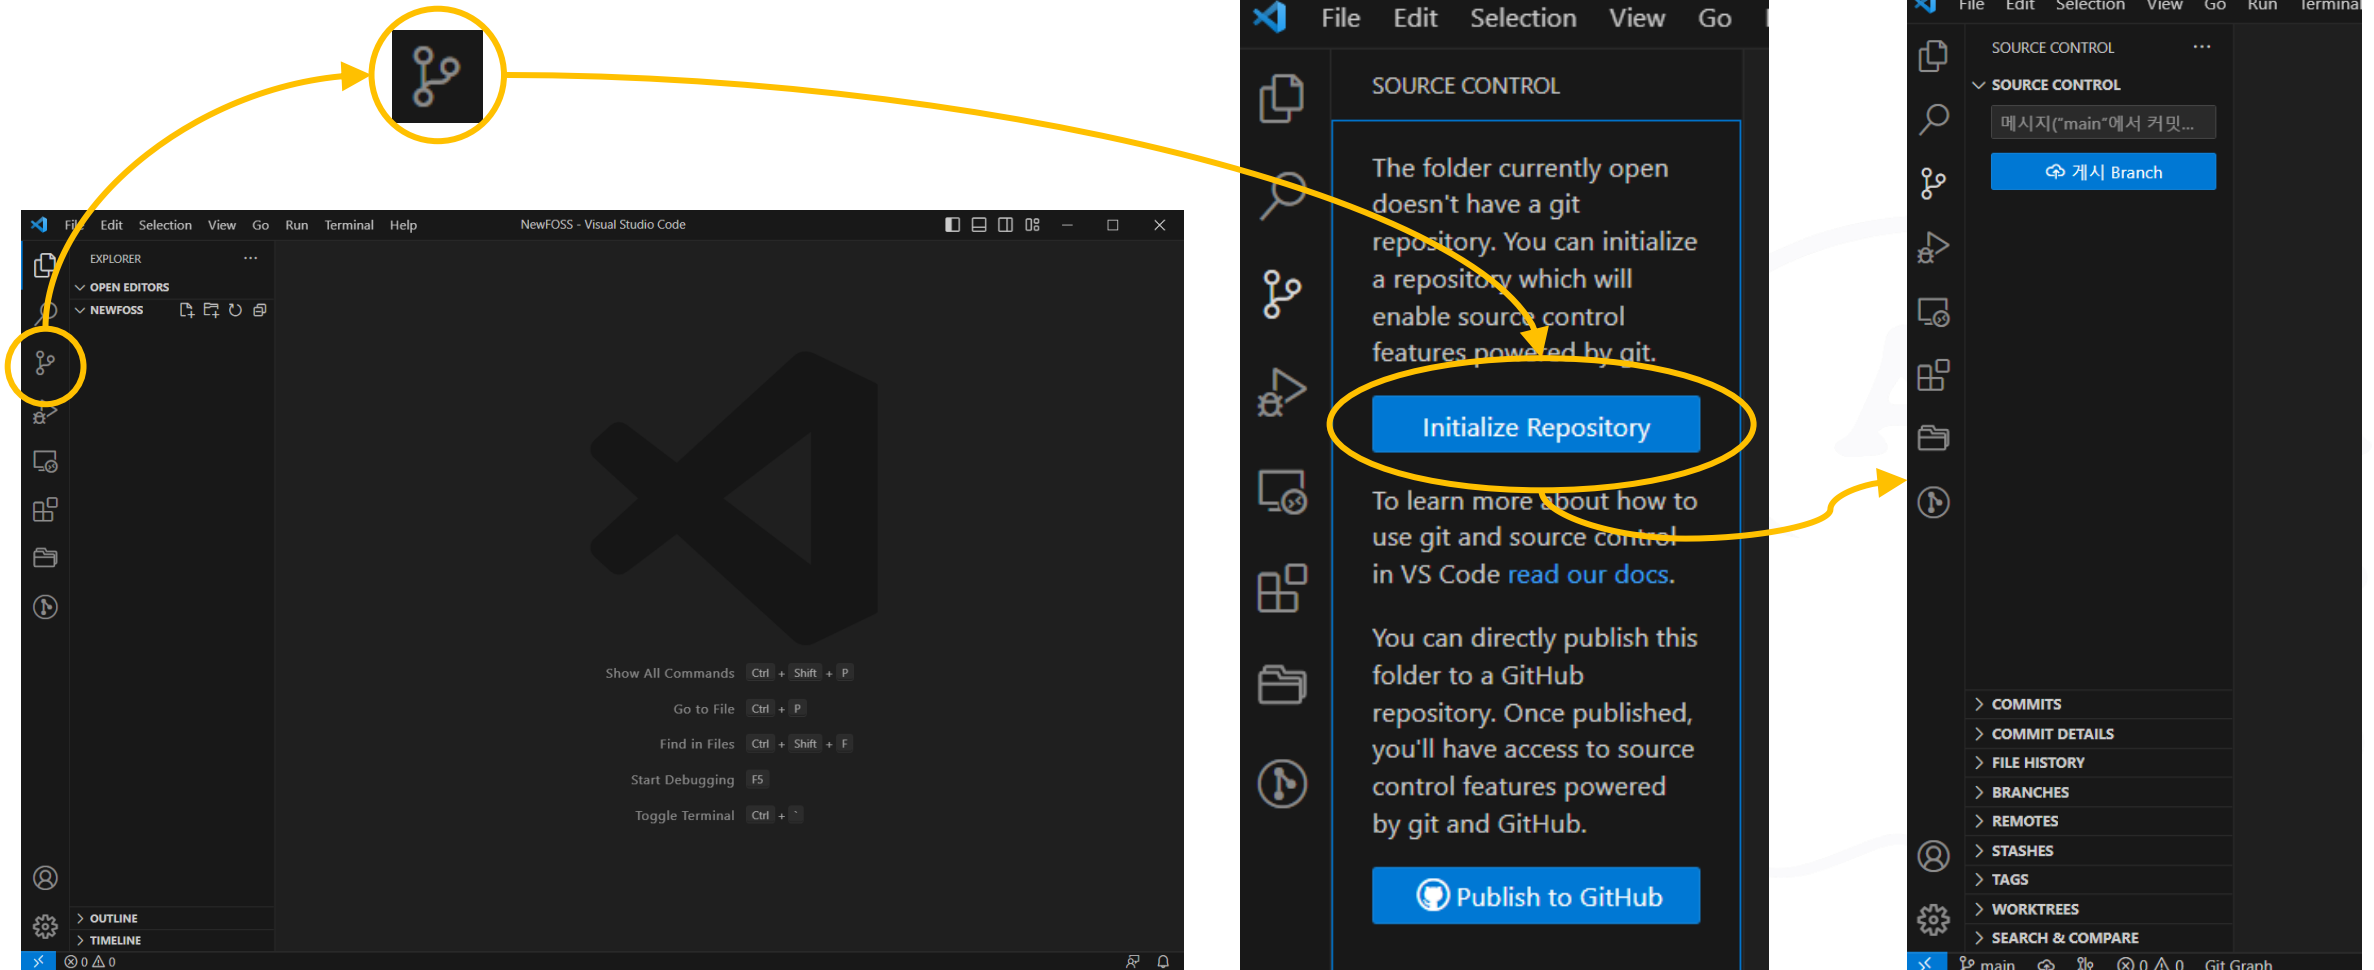 File Edit Selection View Go Run Terminal Help
NewFOSS - Visual Studio Code
EXPLORER
OPEN EDITORS
NEWFOSS
Show All Commands Ctrl + Shift + P
Go to File Ctrl + P
Find in Files Ctrl + Shift + F
Start Debugging F5
Toggle Terminal Ctrl + `
OUTLINE
TIMELINE
0 0
File Edit Selection View Go
SOURCE CONTROL
The folder currently open
doesn't have a git
repository. You can initialize
a repository which will
enable source control
features powered by git.
Initialize Repository
To learn more about how to
use git and source control
in VS Code read our docs.
You can directly publish this
folder to a GitHub
repository. Once published,
you'll have access to source
control features powered
by git and GitHub.
Publish to GitHub
File Edit Selection View Go Run Terminal
SOURCE CONTROL
SOURCE CONTROL
메시지("main"에서 커밋...
게시 Branch
COMMITS
COMMIT DETAILS
FILE HISTORY
BRANCHES
REMOTES
STASHES
TAGS
WORKTREES
SEARCH & COMPARE
main 0 0 Git Graph